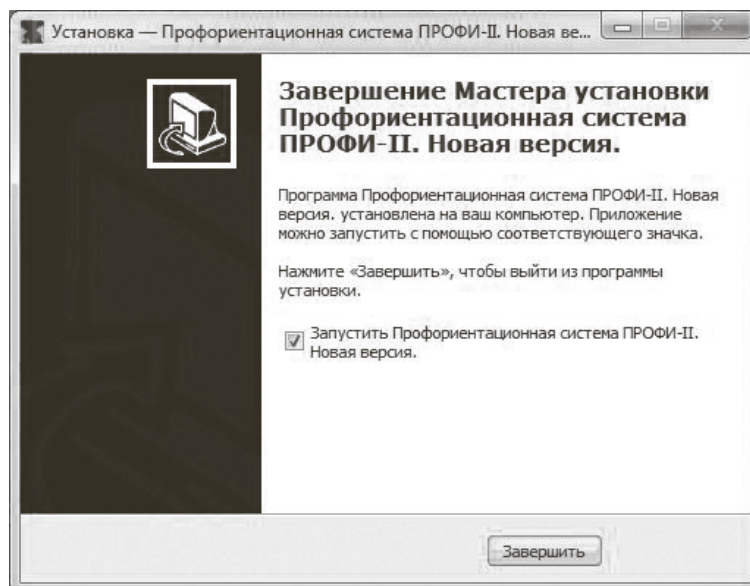 Установка — Профориентационная система ПРОФИ-II. Новая ве...
Завершение Мастера установки
Профориентационная система
ПРОФИ-II. Новая версия.
Программа Профориентационная система ПРОФИ-II. Новая
версия. установлена на ваш компьютер. Приложение
можно запустить с помощью соответствующего значка.
Нажмите «Завершить», чтобы выйти из программы
установки.
Запустить Профориентационная система ПРОФИ-II.
Новая версия.
Завершить